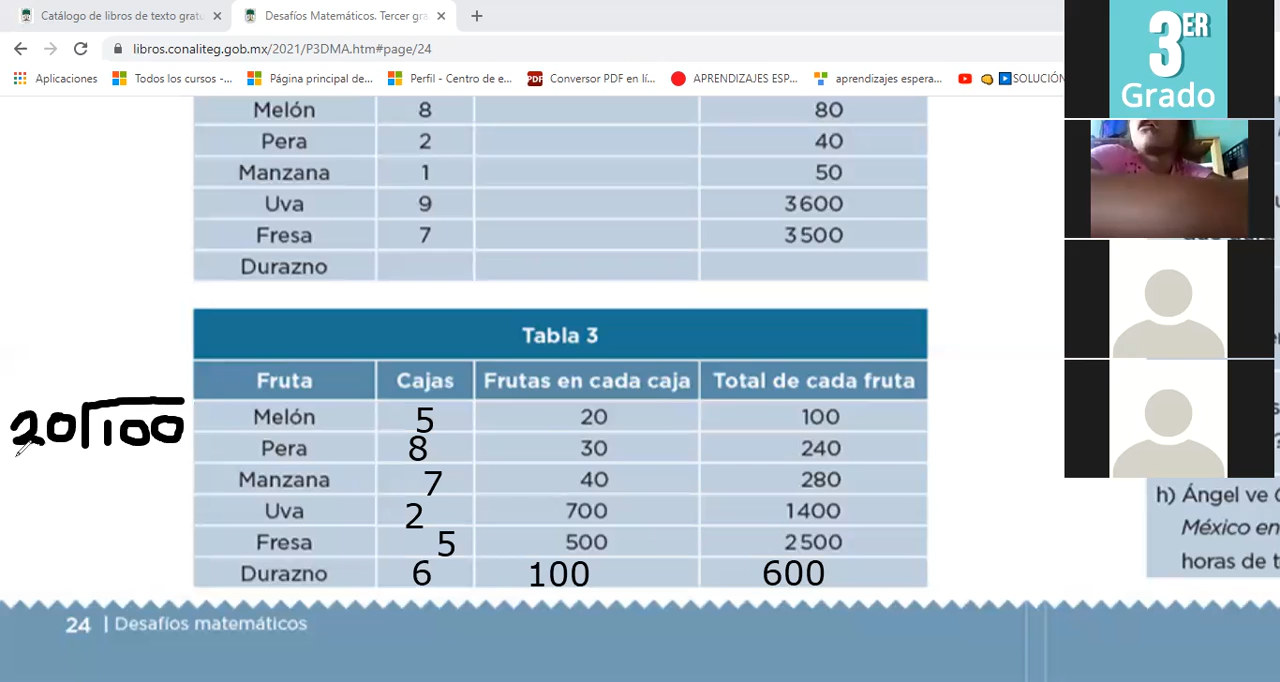 Catálogo de libros de texto gratu
Desafíos Matemáticos. Tercer gra
libros.conaliteg.gob.mx/2021/P3DMA.htm#page/24
Aplicaciones Todos los cursos -... Página principal de... Perfil - Centro de e... PDF Conversor PDF en lí... APRENDIZAJES ESP... aprendizajes espera... SOLUCIÓN
3ER
Grado
Melón 8 80
Pera 2 40
Manzana 1 50
Uva 9 3600
Fresa 7 3500
Durazno
Tabla 3
Fruta Cajas Frutas en cada caja Total de cada fruta
20 100
Melón 5 20 100
Pera 8 30 240
Manzana 7 40 280
Uva 2 700 1400
Fresa 5 500 2500
Durazno 6 100 600
h) Ángel ve
México en
horas de t
24 | Desafíos matemáticos